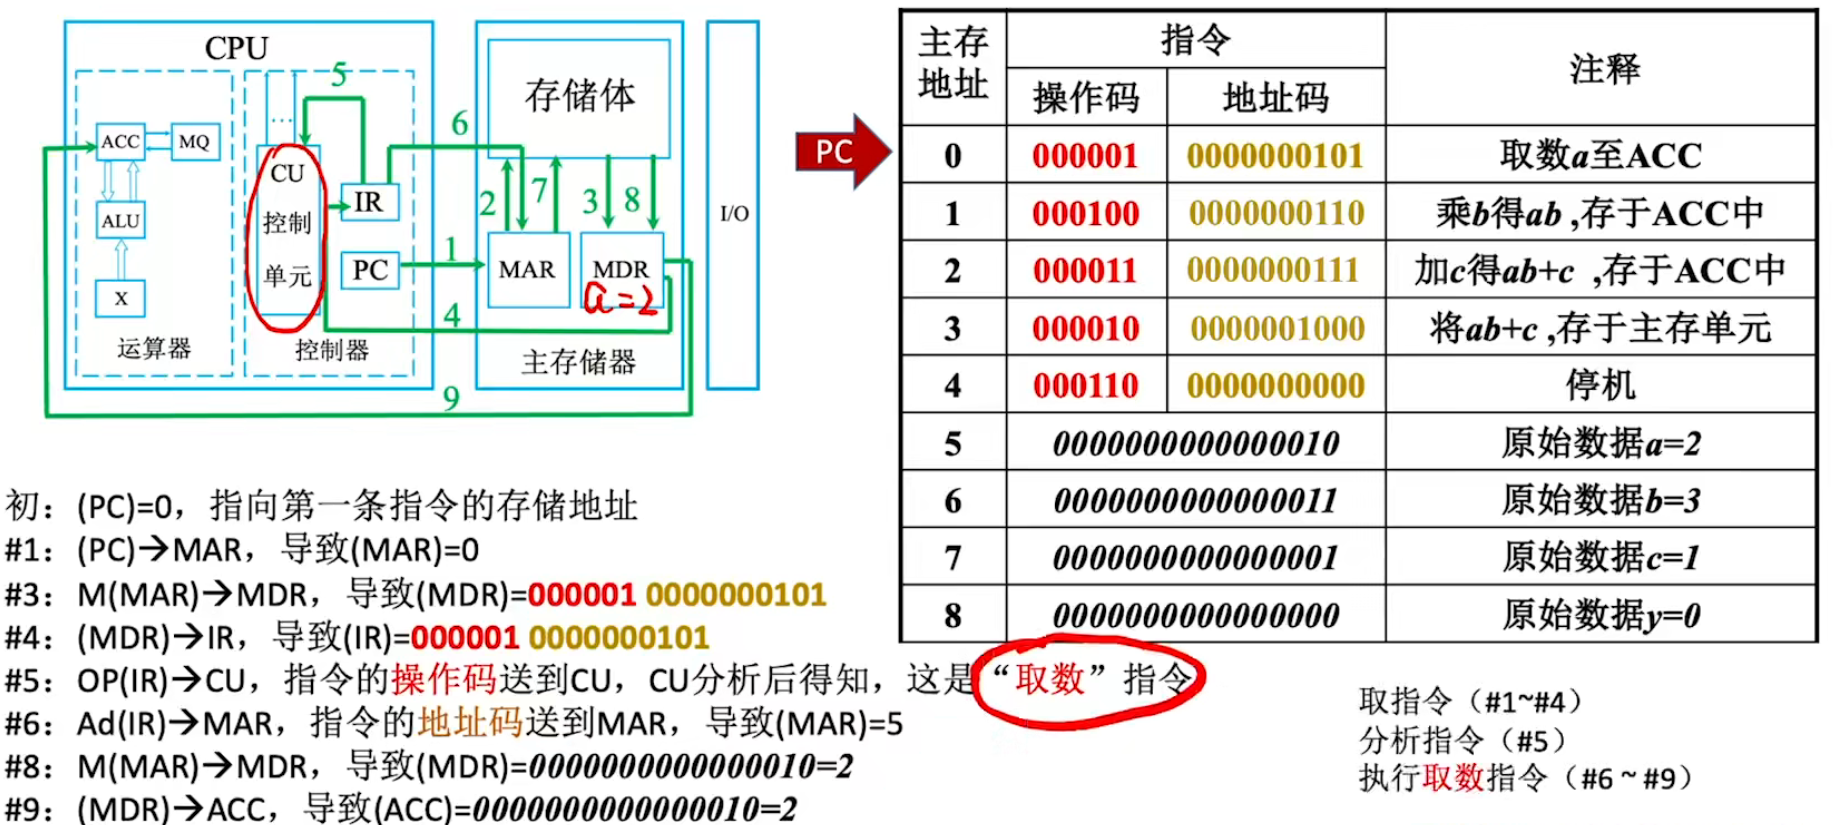 CPU
5
ACC
MQ
ALU
X
运算器
...
CU
控制
单元
IR
PC
控制器
6
1
4
9
存储体
2
7
3
8
MAR
MDR
a=2
主存储器
I/O
PC
主存地址 指令 注释
操作码 地址码
0 000001 0000000101 取数a至ACC
1 000100 0000000110 乘b得ab ,存于ACC中
2 000011 0000000111 加c得ab+c ,存于ACC中
3 000010 0000001000 将ab+c ,存于主存单元
4 000110 0000000000 停机
5 0000000000000010 原始数据a=2
6 0000000000000011 原始数据b=3
7 0000000000000001 原始数据c=1
8 0000000000000000 原始数据y=0
初：(PC)=0，指向第一条指令的存储地址
#1：(PC)→MAR，导致(MAR)=0
#3：M(MAR)→MDR，导致(MDR)=000001 0000000101
#4：(MDR)→IR，导致(IR)=000001 0000000101
#5：OP(IR)→CU，指令的操作码送到CU，CU分析后得知，这是“取数”指令
#6：Ad(IR)→MAR，指令的地址码送到MAR，导致(MAR)=5
#8：M(MAR)→MDR，导致(MDR)=0000000000000010=2
#9：(MDR)→ACC，导致(ACC)=0000000000000010=2
取指令（#1~#4）
分析指令（#5）
执行取数指令（#6 ~ #9）